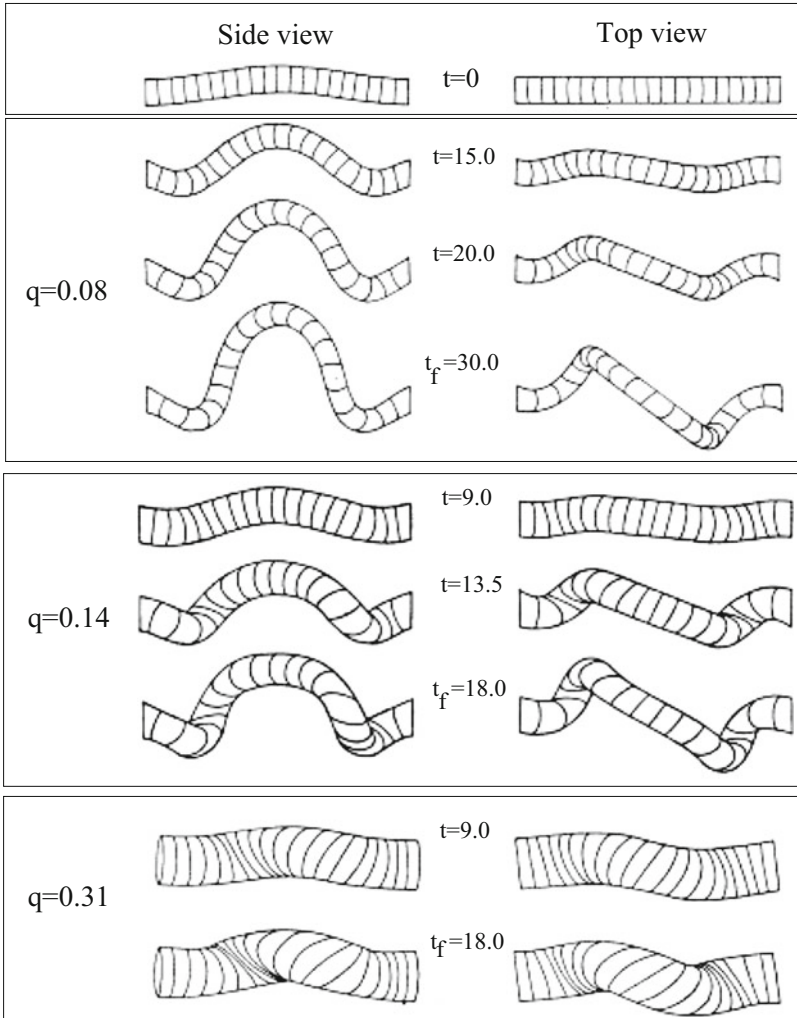 Side view
Top view
t=0
q=0.08
t=15.0
t=20.0
t_f=30.0
q=0.14
t=9.0
t=13.5
t_f=18.0
q=0.31
t=9.0
t_f=18.0